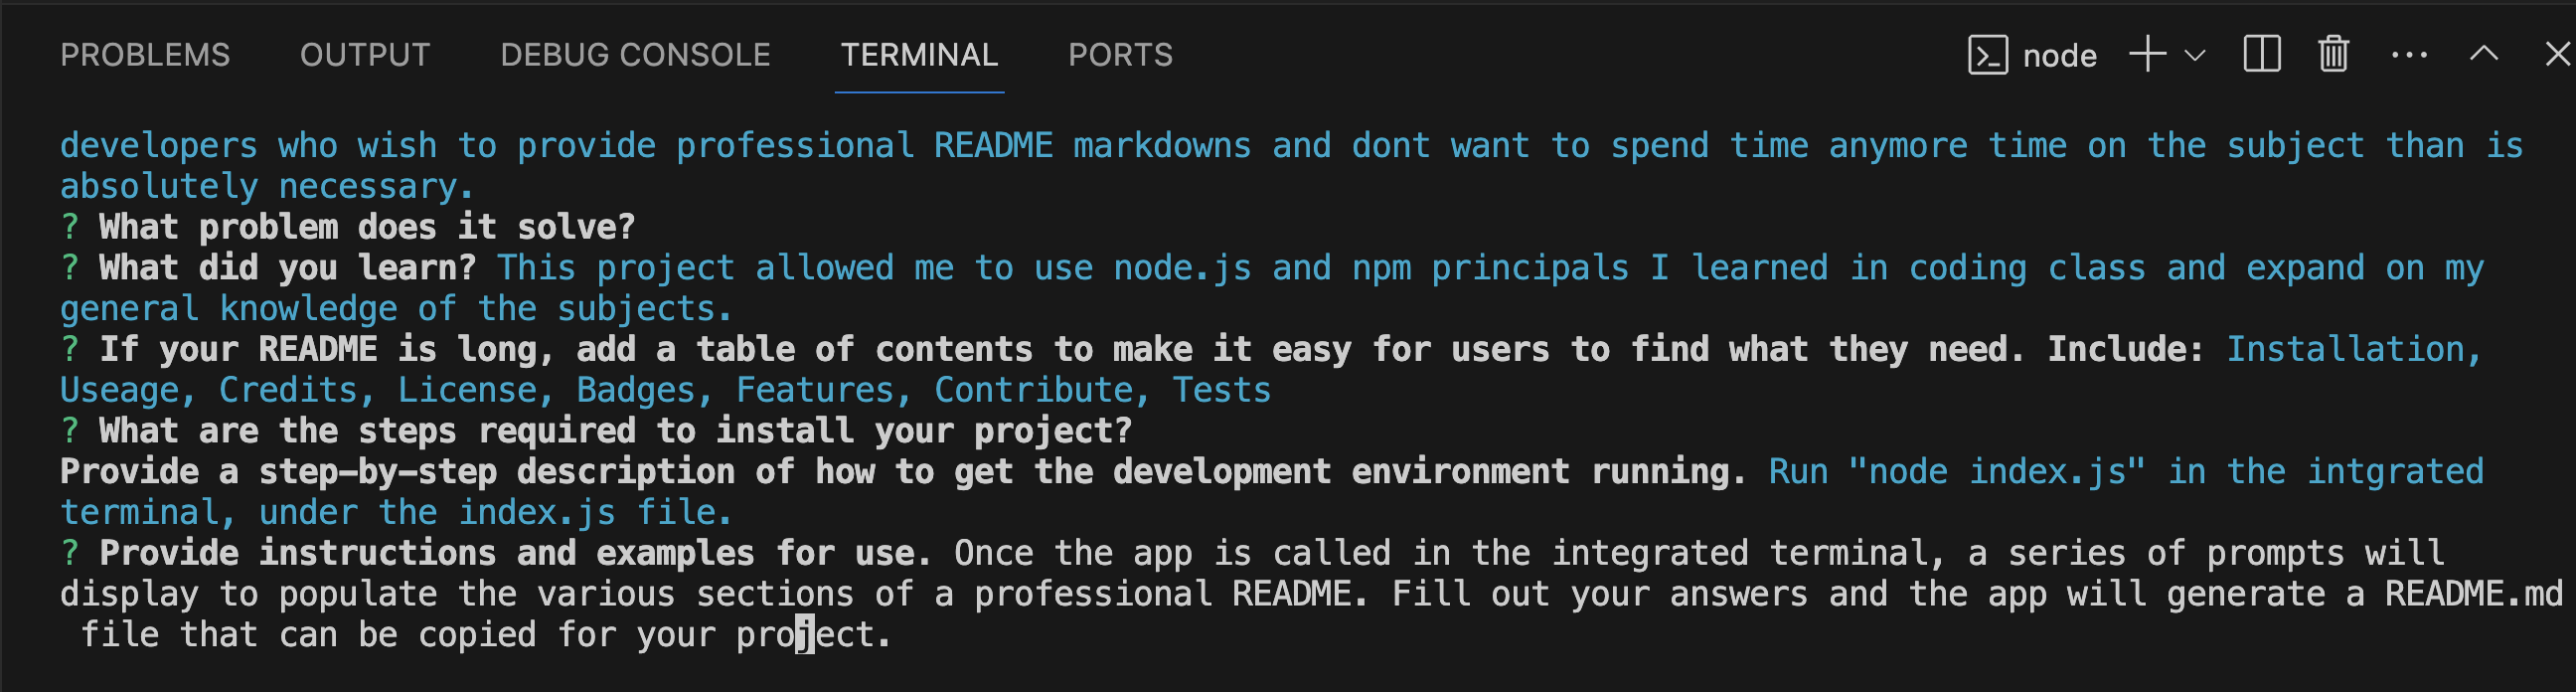 PROBLEMS OUTPUT DEBUG CONSOLE TERMINAL PORTS node
developers who wish to provide professional README markdowns and dont want to spend time anymore time on the subject than is
absolutely necessary.
? What problem does it solve?
? What did you learn? This project allowed me to use node.js and npm principals I learned in coding class and expand on my
general knowledge of the subjects.
? If your README is long, add a table of contents to make it easy for users to find what they need. Include: Installation,
Useage, Credits, License, Badges, Features, Contribute, Tests
? What are the steps required to install your project?
Provide a step-by-step description of how to get the development environment running. Run "node index.js" in the intgrated
terminal, under the index.js file.
? Provide instructions and examples for use. Once the app is called in the integrated terminal, a series of prompts will
display to populate the various sections of a professional README. Fill out your answers and the app will generate a README.md
file that can be copied for your project.